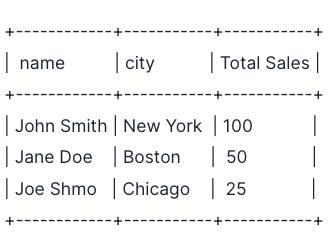 +------------+------------+------------+
| name | city | Total Sales |
+------------+------------+------------+
| John Smith | New York | 100 |
| Jane Doe | Boston | 50 |
| Joe Shmo | Chicago | 25 |
+------------+------------+------------+